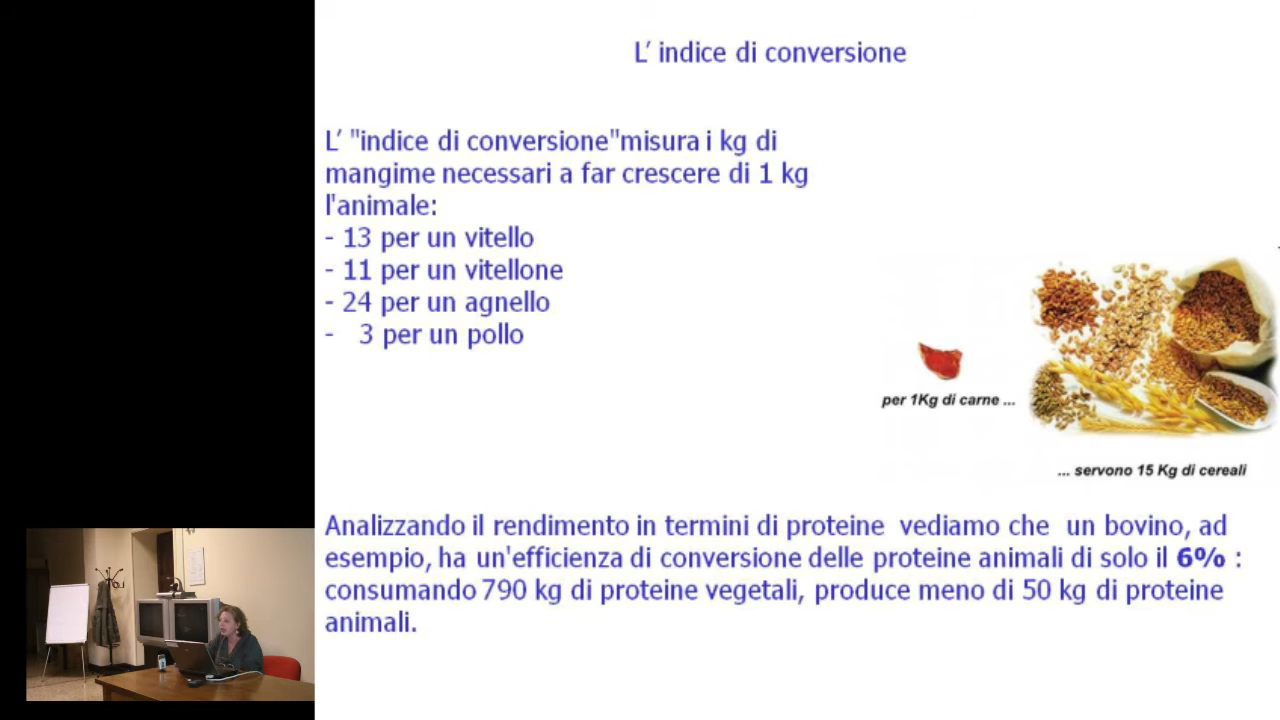 L' indice di conversione
L' "indice di conversione"misura i kg di
mangime necessari a far crescere di 1 kg
l'animale:
- 13 per un vitello
- 11 per un vitellone
- 24 per un agnello
- 3 per un pollo
per 1Kg di carne ...
... servono 15 Kg di cereali
Analizzando il rendimento in termini di proteine vediamo che un bovino, ad
esempio, ha un'efficienza di conversione delle proteine animali di solo il 6% :
consumando 790 kg di proteine vegetali, produce meno di 50 kg di proteine
animali.